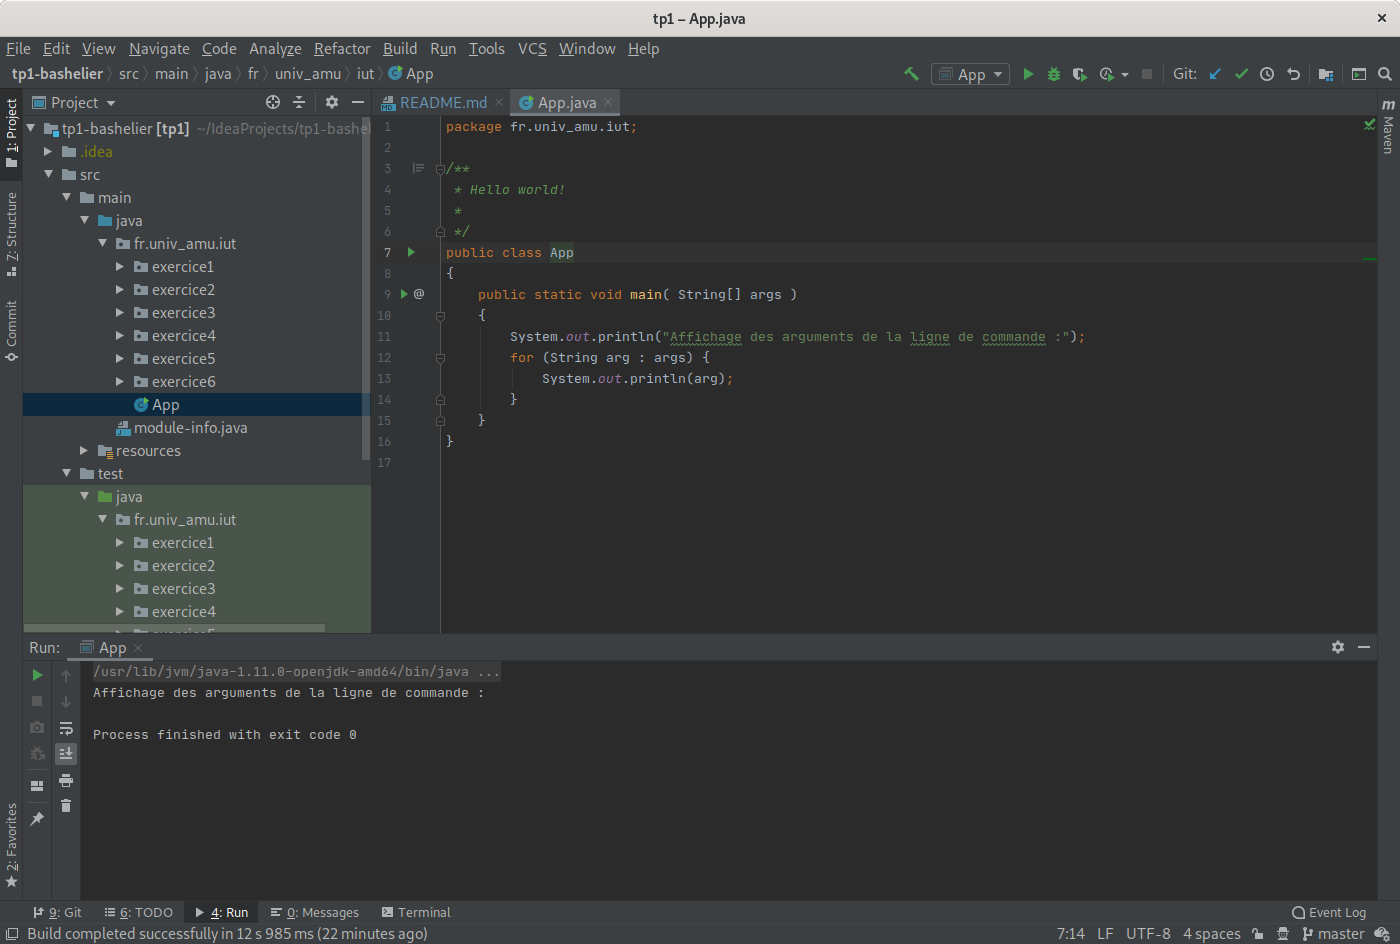 tp1 – App.java
File Edit View Navigate Code Analyze Refactor Build Run Tools VCS Window Help
tp1-bashelier src main java fr univ_amu iut App
App Git:
1: Project
7: Structure
Commit
2: Favorites
Project
tp1-bashelier [tp1] ~/IdeaProjects/tp1-bashel
.idea
src
main
java
fr.univ_amu.iut
exercice1
exercice2
exercice3
exercice4
exercice5
exercice6
App
module-info.java
resources
test
java
fr.univ_amu.iut
exercice1
exercice2
exercice3
exercice4
exercice5
README.md App.java
1 package fr.univ_amu.iut;
2
3 /**
4 * Hello world!
5 *
6 */
7 public class App
8 {
9 @ public static void main( String[] args )
10 {
11 System.out.println("Affichage des arguments de la ligne de commande :");
12 for (String arg : args) {
13 System.out.println(arg);
14 }
15 }
16 }
17
m Maven
Run: App
/usr/lib/jvm/java-1.11.0-openjdk-amd64/bin/java ...
Affichage des arguments de la ligne de commande :
Process finished with exit code 0
9: Git 6: TODO 4: Run 0: Messages Terminal Event Log
Build completed successfully in 12 s 985 ms (22 minutes ago) 7:14 LF UTF-8 4 spaces master